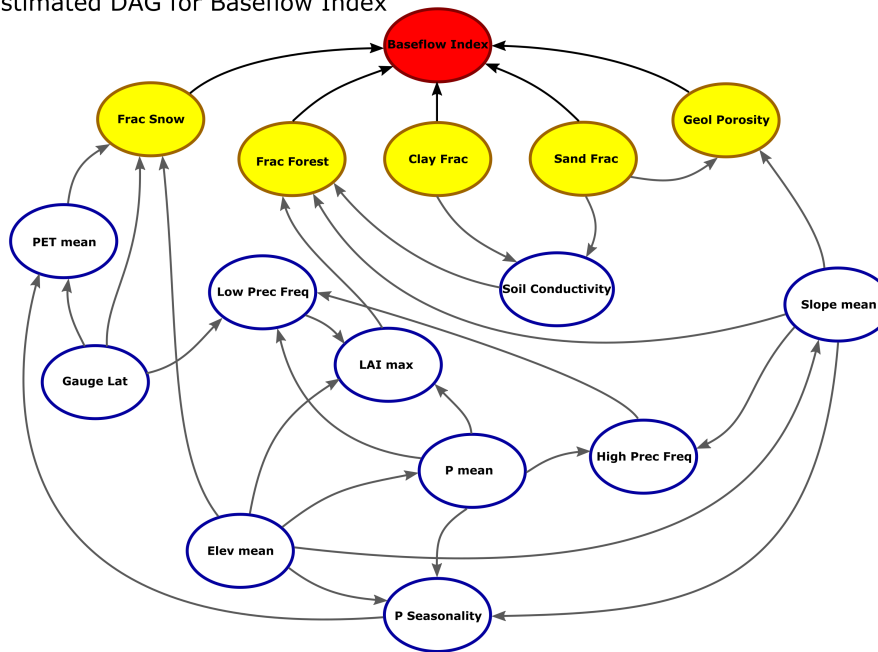 stimated DAG for Baseflow Index
Baseflow Index
Frac Snow
Geol Porosity
Frac Forest
Clay Frac
Sand Frac
PET mean
Low Prec Freq
Soil Conductivity
Slope mean
LAI max
Gauge Lat
P mean
High Prec Freq
Elev mean
P Seasonality